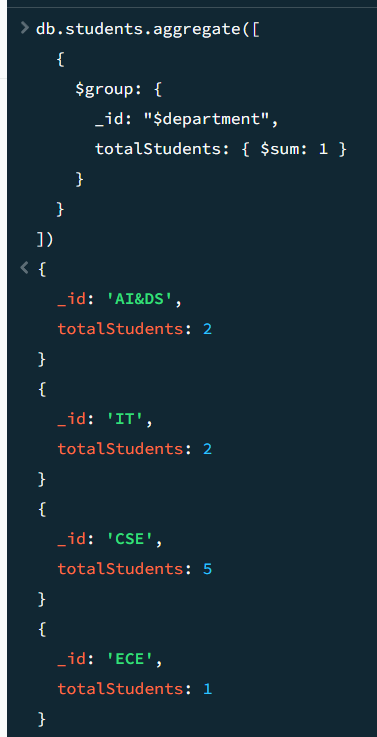 > db.students.aggregate([
{
$group: {
_id: "$department",
totalStudents: { $sum: 1 }
}
}
])
< {
_id: 'AI&DS',
totalStudents: 2
}
{
_id: 'IT',
totalStudents: 2
}
{
_id: 'CSE',
totalStudents: 5
}
{
_id: 'ECE',
totalStudents: 1
}